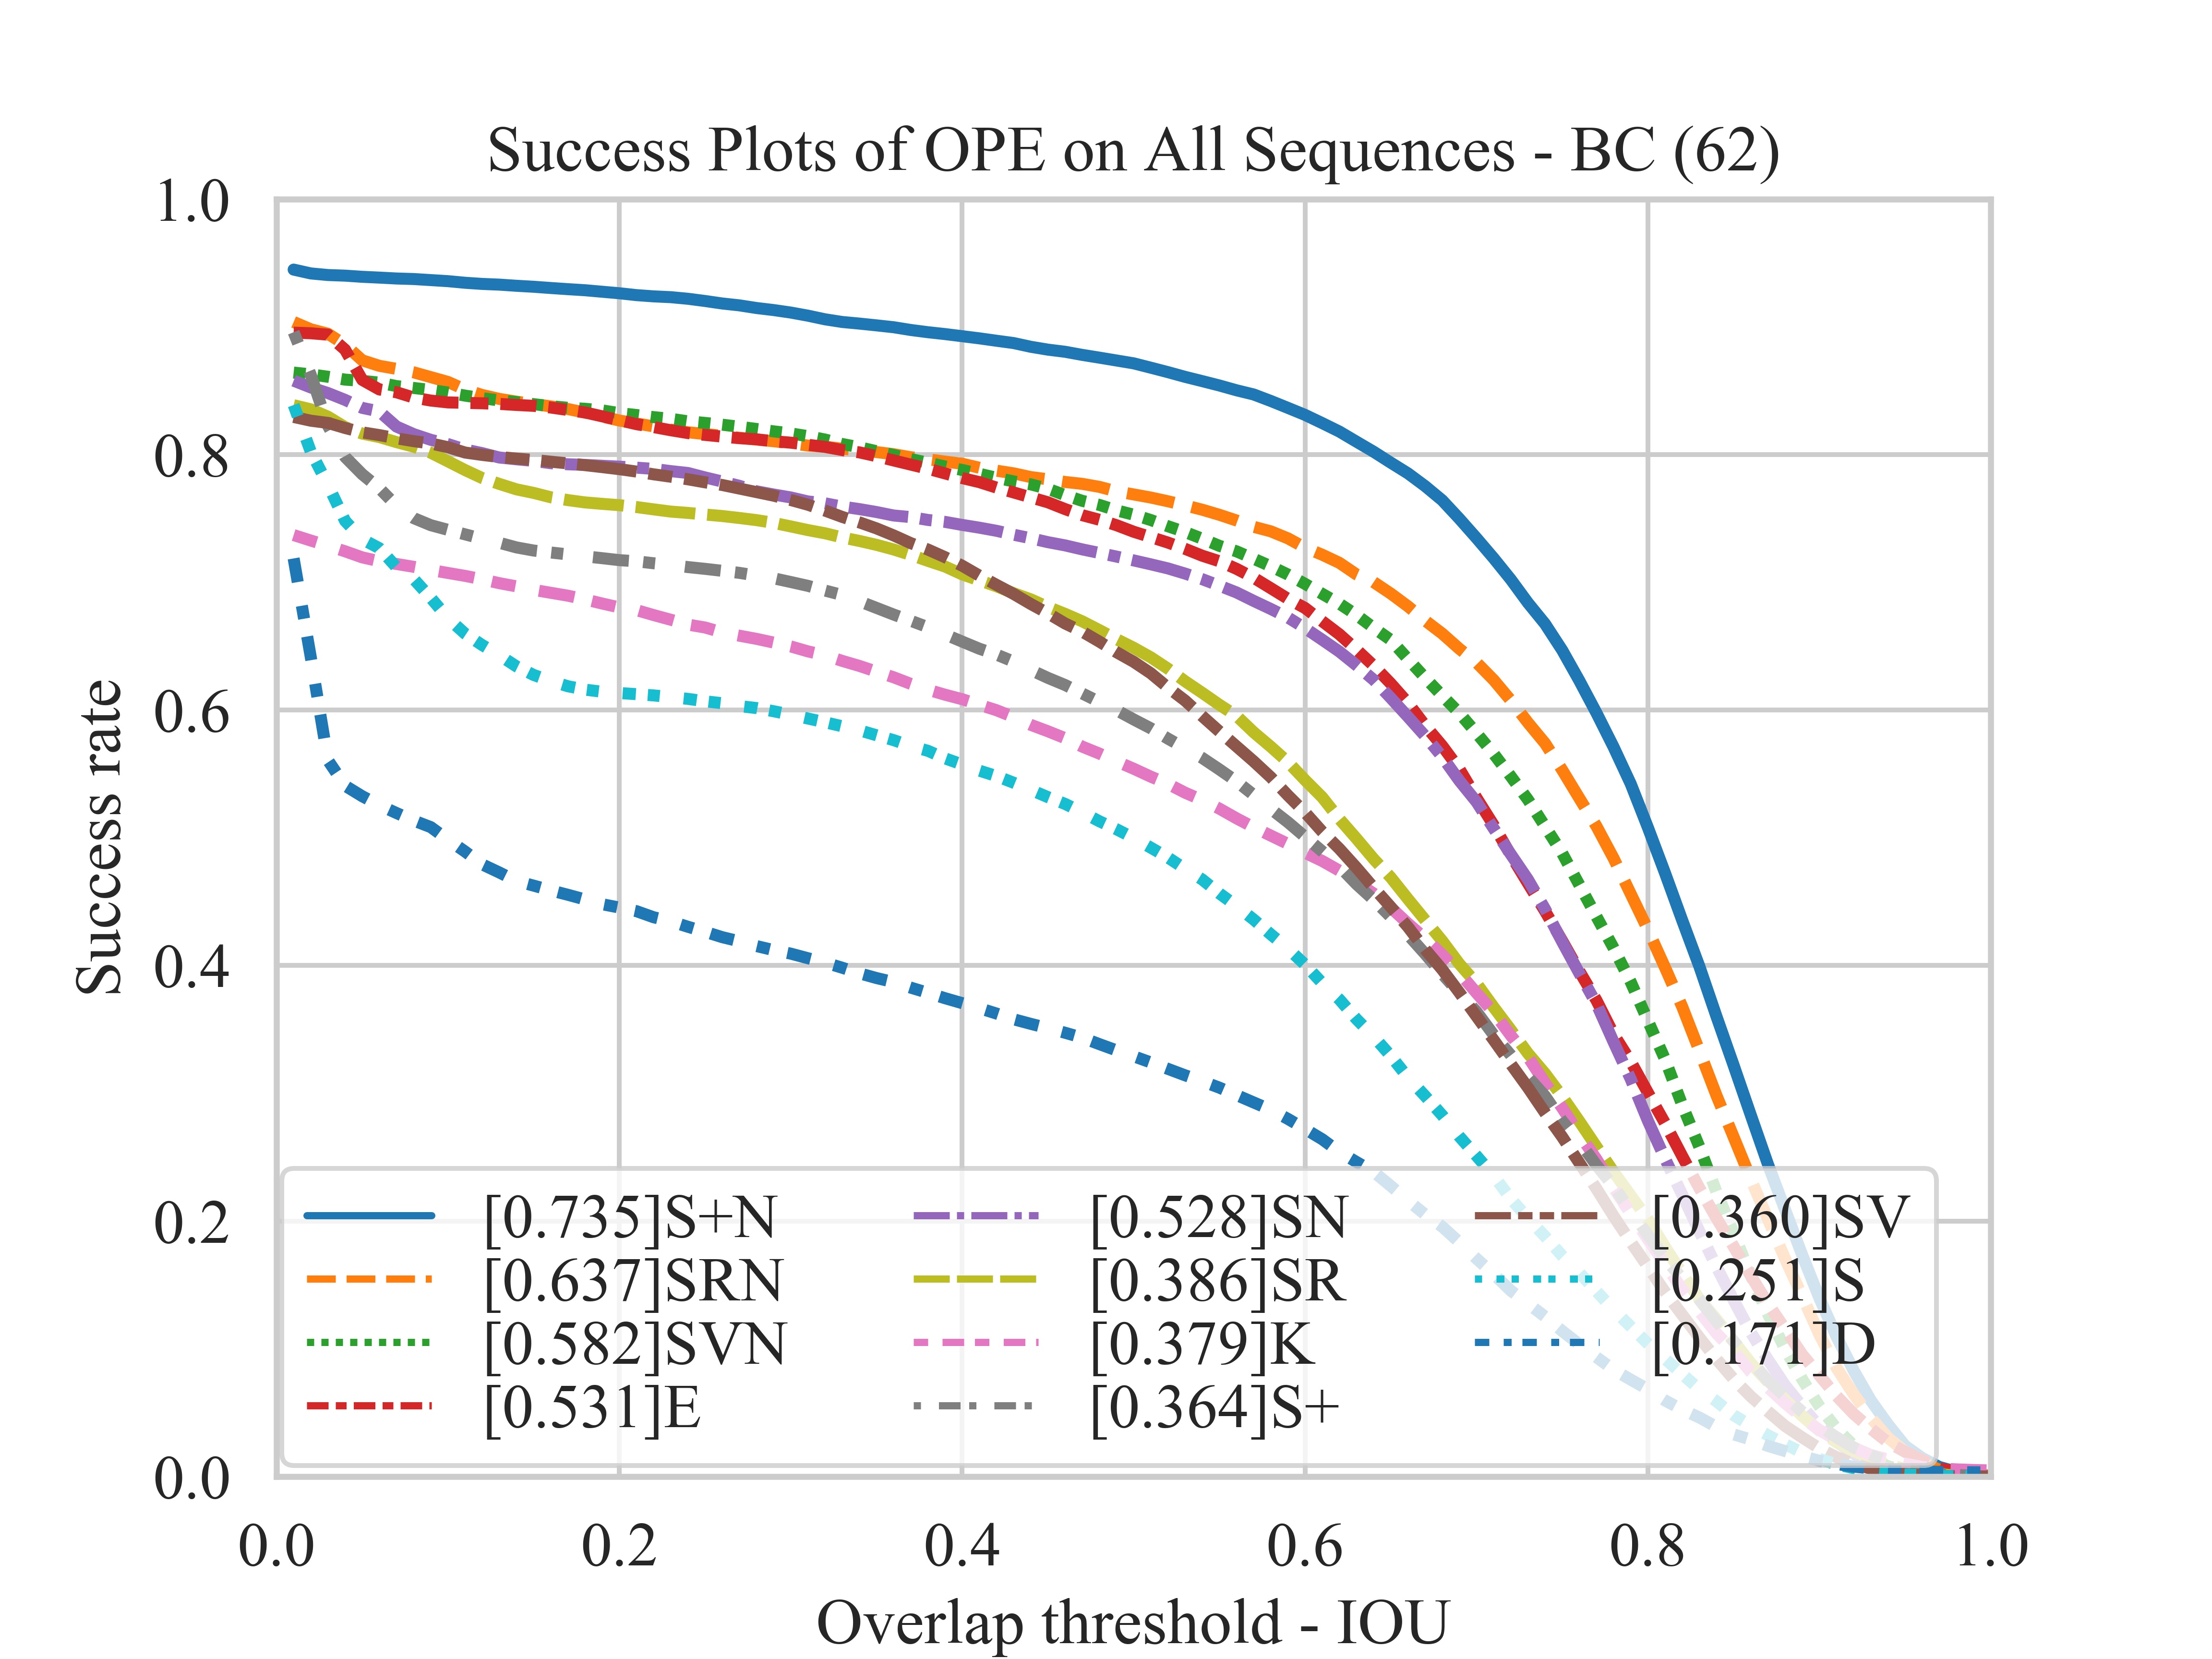 Success Plots of OPE on All Sequences - BC (62)
1.0
0.8
0.6
0.4
0.2
0.0
Success rate
[0.735]S+N
[0.637]SRN
[0.582]SVN
[0.531]E
[0.528]SN
[0.386]SR
[0.379]K
[0.364]S+
[0.360]SV
[0.251]S
[0.171]D
0.0 0.2 0.4 0.6 0.8 1.0
Overlap threshold - IOU